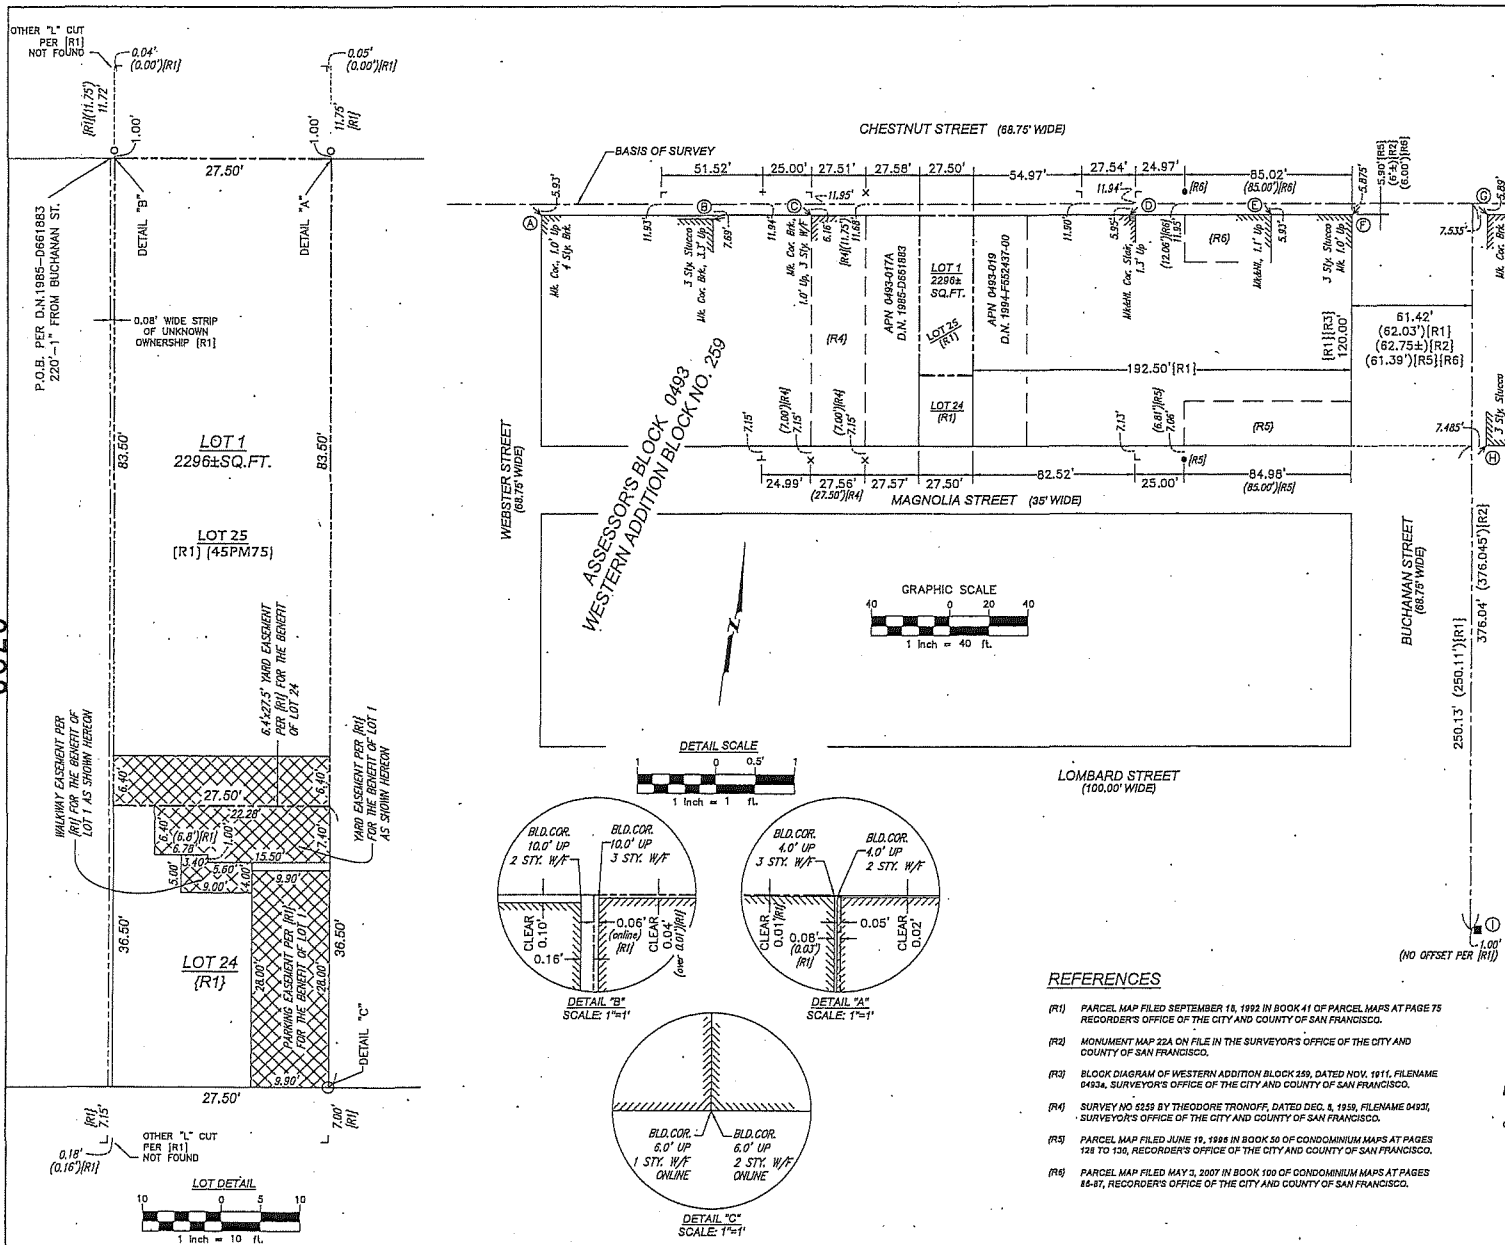 OTHER "L" CUT
PER [R1]
NOT FOUND
0.04'
(0.00')[R1]
0.05'
(0.00')[R1]
[R1](11.75')
11.72'
1.00'
1.00'
11.75'
[R1]
27.50'
P.O.B. PER D.N.1985-D661883
220'-1" FROM BUCHANAN ST.
DETAIL "B"
DETAIL "A"
0.08' WIDE STRIP
OF UNKNOWN
OWNERSHIP [R1]
83.50'
83.50'
LOT 1
2296±SQ.FT.
LOT 25
[R1] (45PM75)
6.4'x27.5' YARD EASEMENT
PER [R1] FOR THE BENEFIT
OF LOT 24
WALKWAY EASEMENT PER
[R1] FOR THE BENEFIT OF
LOT 1 AS SHOWN HEREON
YARD EASEMENT PER [R1]
FOR THE BENEFIT OF LOT 1
AS SHOWN HEREON
6.40'
6.40'
27.50'
22.28'
6.40'
(6.8')[R1]
6.78'
1.00'
7.40'
15.50'
3.40'
5.60'
5.00'
9.00'
4.00'
9.90'
36.50'
36.50'
LOT 24
{R1}
28.00'
PARKING EASEMENT PER [R1]
FOR THE BENEFIT OF LOT 1
28.00'
9.90'
DETAIL "C"
27.50'
[R1]
7.15'
7.00'
[R1]
0.18'
(0.16')[R1]
OTHER "L" CUT
PER [R1]
NOT FOUND
LOT DETAIL
10 0 5 10
1 inch = 10 ft.
CHESTNUT STREET (68.75' WIDE)
BASIS OF SURVEY
51.52' 25.00' 27.51' 27.58' 27.50' 54.97' 27.54' 24.97' 85.02'
(85.00')[R6]
11.95'
11.94'
[R6]
5.93'
5.875'
5.90'[R5]
(6'±)[R2]
(6.00')[R6]
5.89'
A B C D E F G
11.93'
7.69'
11.94'
6.16'
[R4](11.75')
11.68'
11.90'
5.95'
(12.06')[R6]
11.95'
5.93'
7.535'
Mk. Cor., 1.0' Up
4 Sty. Brk.
3 Sty. Stucco
Mk. Cor. Brk., 3.3' Up
Mk. Cor. Brk.,
1.0' Up, 3 Sty. W/F
1.3' Up
3 Sty. Stucco
Mk. 1.0' Up
Mk. Cor. Brk.
APN 0493-017A
D.N. 1985-D661883
LOT 1
2296±
SQ.FT.
LOT 25
[R1]
APN 0493-019
D.N. 1994-F552437-00
{R6}
{R4}
[R1][R3]
120.00'
61.42'
(62.03')[R1]
(62.75±)[R2]
(61.39')[R5][R6]
192.50'[R1]
LOT 24
{R1}
{R5}
WEBSTER STREET
(68.75' WIDE)
ASSESSOR'S BLOCK 0493
WESTERN ADDITION BLOCK NO. 259
7.15'
(7.00')[R4]
7.15'
(7.00')[R4]
7.15'
7.13'
(6.81')[R5]
7.06'
[R5]
7.485'
3 Sty. Stucco
H
24.99' 27.56' 27.57' 27.50' 82.52' 25.00' 84.98'
(27.50')[R4]
(85.00')[R5]
MAGNOLIA STREET (35' WIDE)
Z
GRAPHIC SCALE
40 0 20 40
1 inch = 40 ft.
BUCHANAN STREET
(68.75' WIDE)
250.13' (250.11')[R1]
376.04' (376.045')[R2]
I
1.00'
(NO OFFSET PER [R1])
LOMBARD STREET
(100.00' WIDE)
DETAIL SCALE
1 0 0.5' 1
1 inch = 1 ft.
BLD.COR.
10.0' UP
2 STY. W/F
BLD.COR.
10.0' UP
3 STY. W/F
CLEAR
0.10'
0.16'
0.06'
(online)
[R1]
CLEAR
0.04'
(over 0.01')[R1]
DETAIL "B"
SCALE: 1"=1'
BLD.COR.
4.0' UP
3 STY. W/F
BLD.COR.
4.0' UP
2 STY. W/F
CLEAR
0.01'[R1]
0.08'
(0.03')
[R1]
0.05'
CLEAR
0.02'
DETAIL "A"
SCALE: 1"=1'
BLD.COR.
6.0' UP
1 STY. W/F
ONLINE
BLD.COR.
6.0' UP
2 STY. W/F
ONLINE
DETAIL "C"
SCALE: 1"=1'
REFERENCES
{R1} PARCEL MAP FILED SEPTEMBER 18, 1992 IN BOOK 41 OF PARCEL MAPS AT PAGE 75
RECORDER'S OFFICE OF THE CITY AND COUNTY OF SAN FRANCISCO.
{R2} MONUMENT MAP 22A ON FILE IN THE SURVEYOR'S OFFICE OF THE CITY AND
COUNTY OF SAN FRANCISCO.
{R3} BLOCK DIAGRAM OF WESTERN ADDITION BLOCK 259, DATED NOV. 1911, FILENAME
0493a, SURVEYOR'S OFFICE OF THE CITY AND COUNTY OF SAN FRANCISCO.
{R4} SURVEY NO 5259 BY THEODORE TRONOFF, DATED DEC. 8, 1959, FILENAME 0493f,
SURVEYOR'S OFFICE OF THE CITY AND COUNTY OF SAN FRANCISCO.
{R5} PARCEL MAP FILED JUNE 19, 1996 IN BOOK 50 OF CONDOMINIUM MAPS AT PAGES
128 TO 130, RECORDER'S OFFICE OF THE CITY AND COUNTY OF SAN FRANCISCO.
{R6} PARCEL MAP FILED MAY 3, 2007 IN BOOK 100 OF CONDOMINIUM MAPS AT PAGES
85-87, RECORDER'S OFFICE OF THE CITY AND COUNTY OF SAN FRANCISCO.